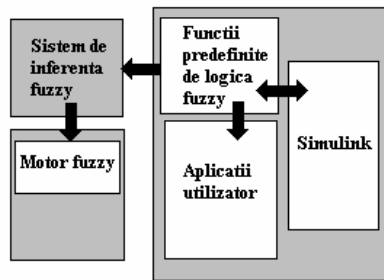 Sistem de
inferenta
fuzzy
Motor fuzzy
Functii
predefinite
de logica
fuzzy
Aplicatii
utilizator
Simulink